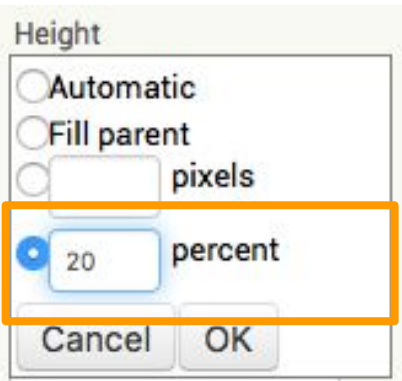 Height
Automatic
Fill parent
pixels
20 percent
Cancel OK